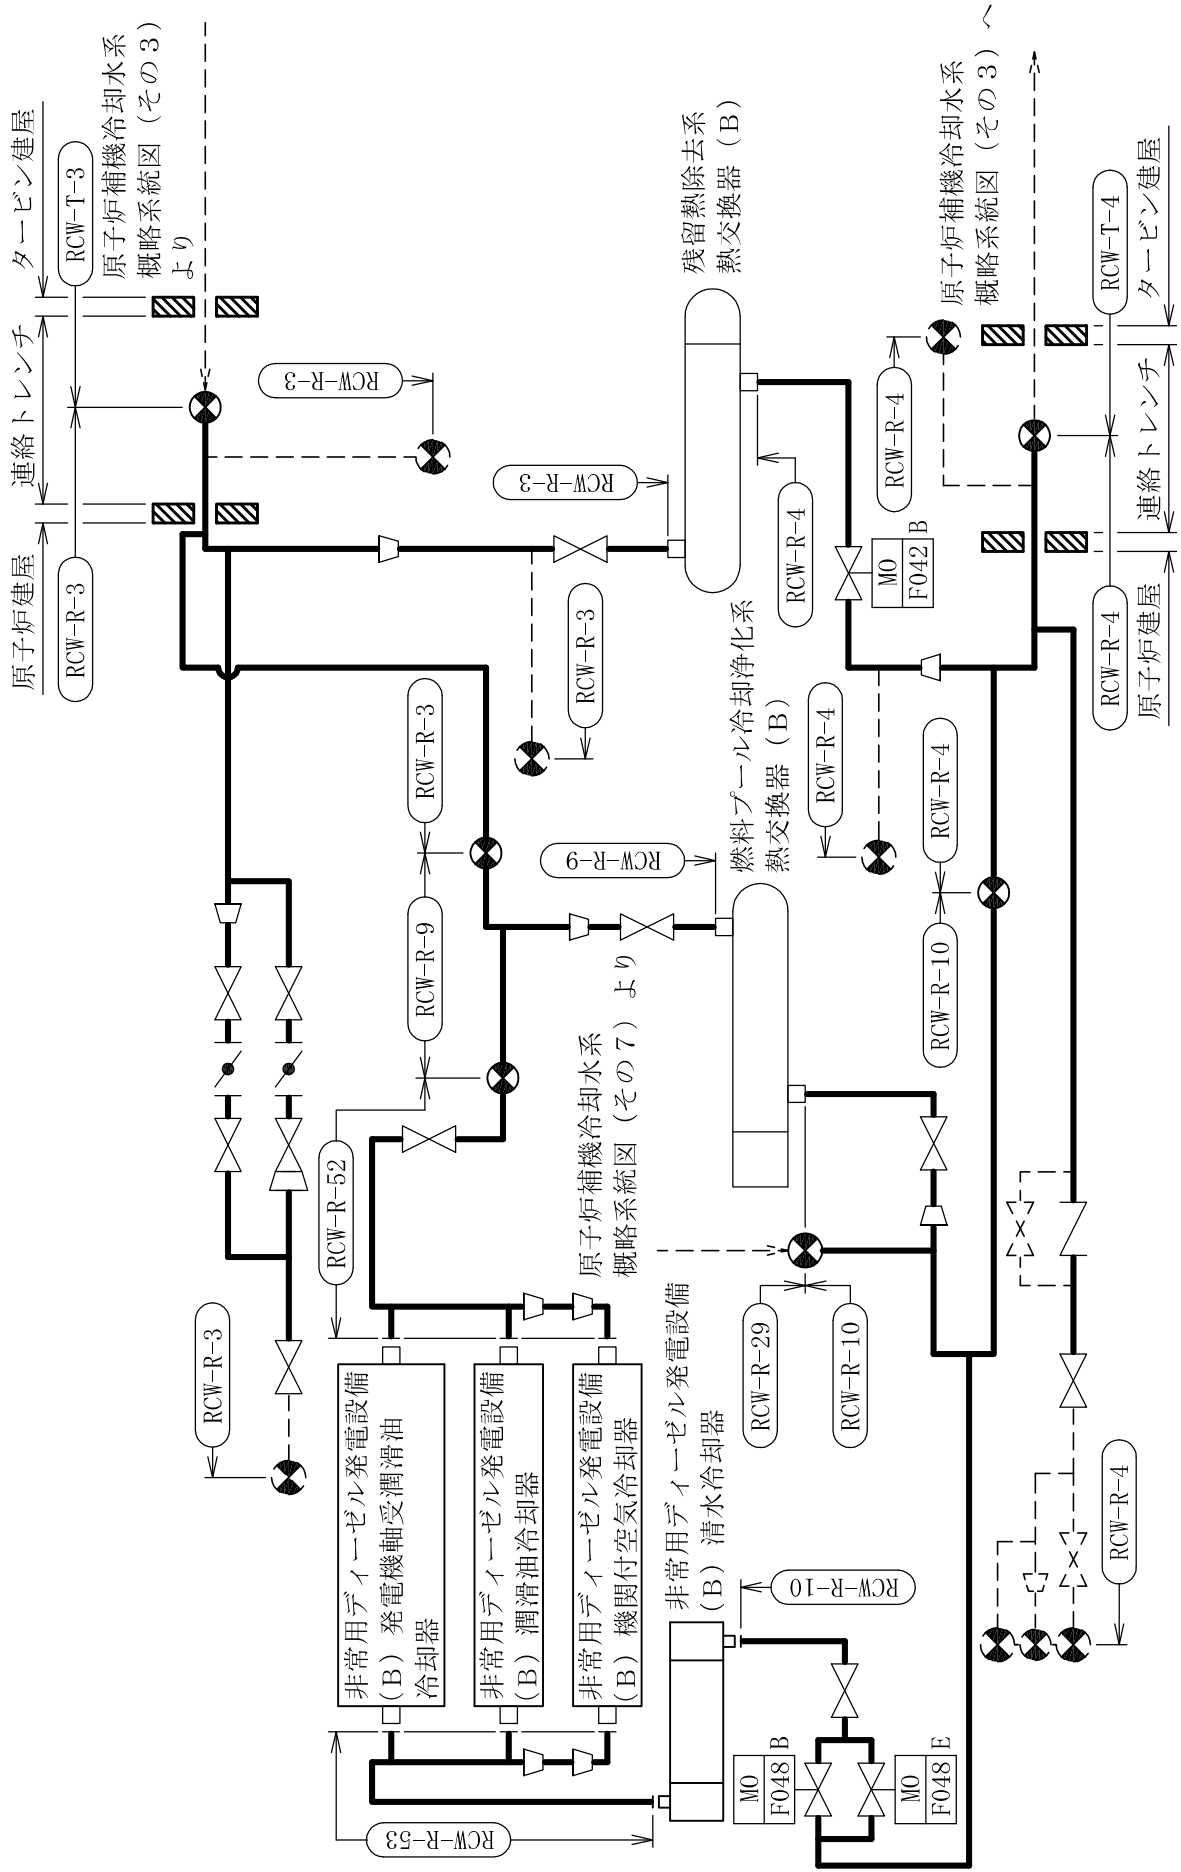 原子炉建屋
連絡トレンチ
タービン建屋
RCW-R-3
RCW-T-3
原子炉補機冷却水系
概略系統図（その３）
より
RCW-R-3
RCW-R-3
RCW-R-52
非常用ディーゼル発電設備
(B) 発電機軸受潤滑油
冷却器
RCW-R-53
RCW-R-9
RCW-R-3
非常用ディーゼル発電設備
(B) 潤滑油冷却器
RCW-R-3
RCW-R-3
非常用ディーゼル発電設備
(B) 機関付空気冷却器
原子炉補機冷却水系
概略系統図（その７）より
RCW-R-9
残留熱除去系
熱交換器（B）
非常用ディーゼル発電設備
(B) 清水冷却器
燃料プール冷却浄化系
熱交換器（B）
RCW-R-29
RCW-R-10
RCW-R-10
RCW-R-4
RCW-R-4
MO
F048
B
MO
F042
B
RCW-R-4
MO
F048
E
RCW-R-10
RCW-R-4
原子炉補機冷却水系
概略系統図（その３）へ
RCW-R-4
RCW-R-4
RCW-T-4
原子炉建屋
連絡トレンチ
タービン建屋